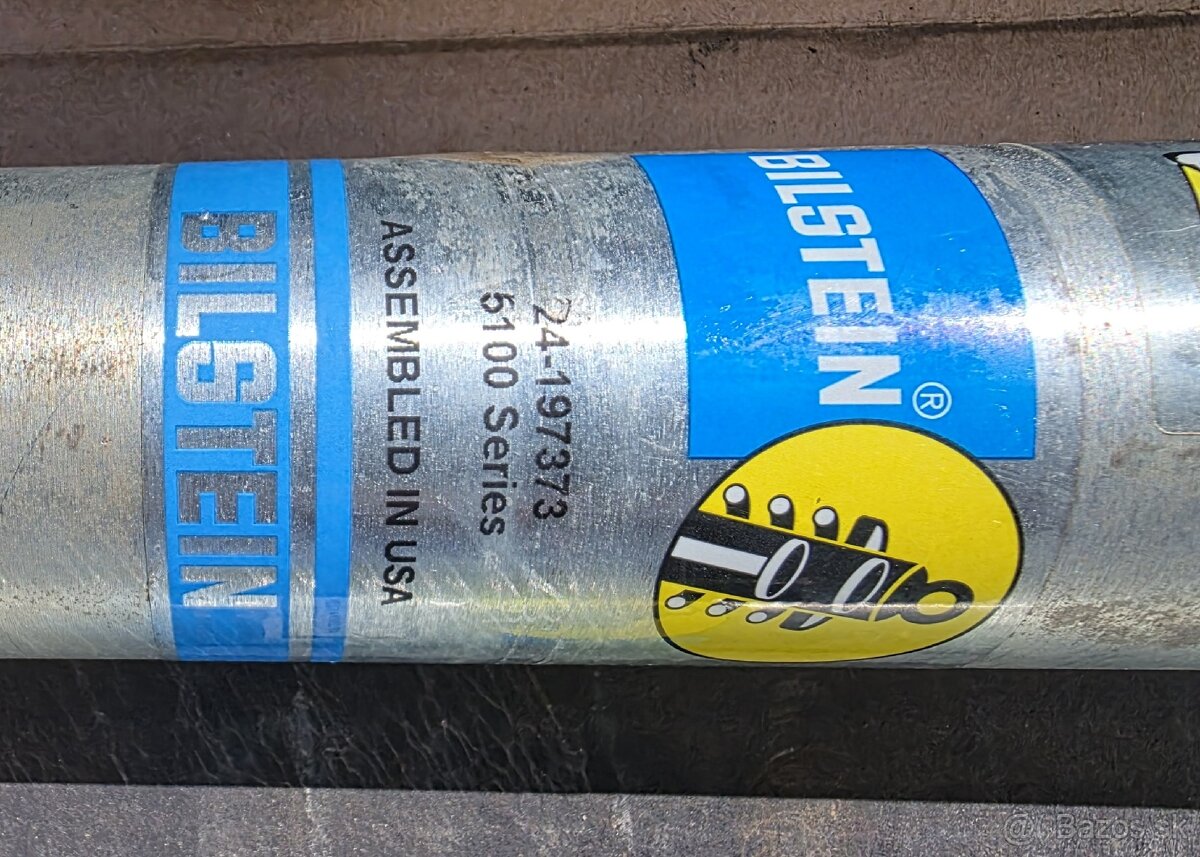 BILSTEIN®
24-197373
5100 Series
ASSEMBLED IN USA
BILSTEIN
@ Bazos.sk